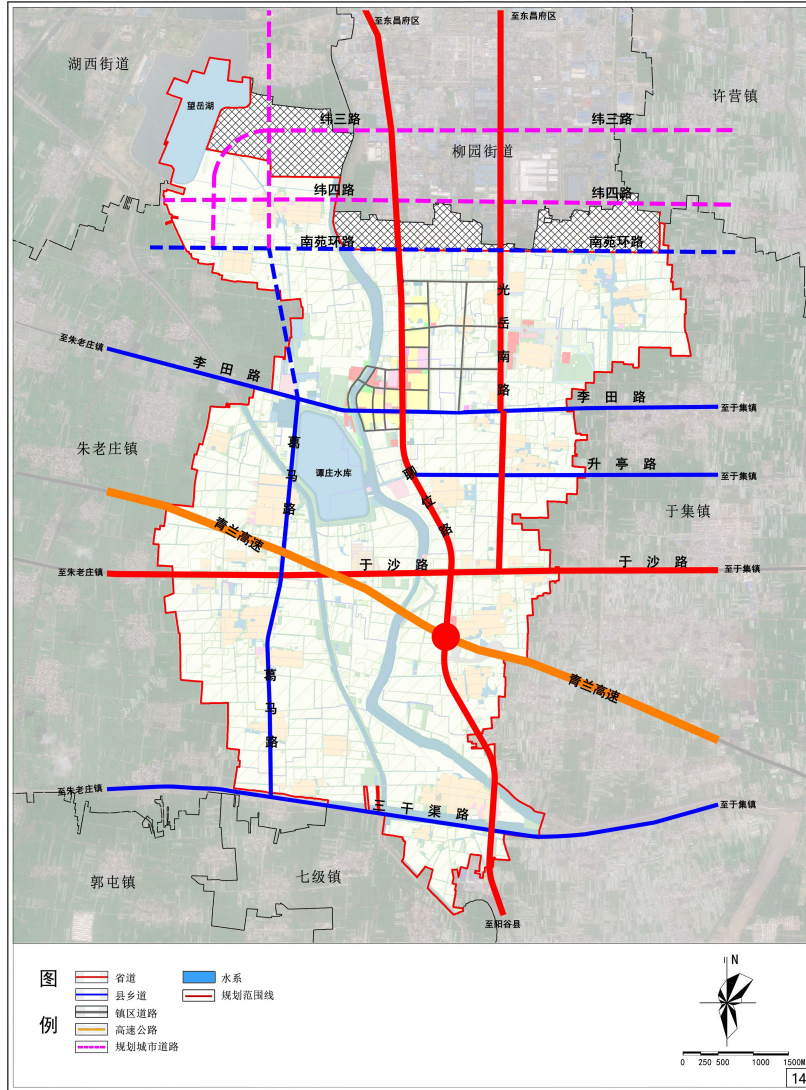 至东昌府区
至东昌府区
湖西街道
许营镇
望岳湖
纬三路
纬三路
柳园街道
纬四路
纬四路
南苑环路
南苑环路
光岳南路
至朱老庄镇
李田路
李田路
至于集镇
朱老庄镇
葛马路
谭庄水库
升亭路
至于集镇
聊位路
于集镇
青兰高速
至朱老庄镇
于沙路
于沙路
至于集镇
葛马路
青兰高速
至朱老庄镇
三干渠路
至于集镇
郭屯镇
七级镇
至阳谷县
图例
省道
水系
县乡道
规划范围线
镇区道路
高速公路
规划城市道路
N
0 250 500 1000 1500M
14